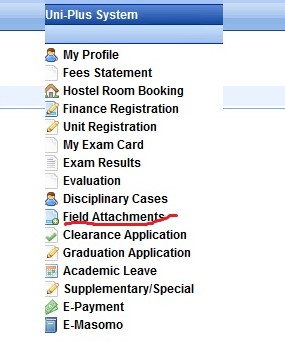 Uni-Plus System
My Profile
Fees Statement
Hostel Room Booking
Finance Registration
Unit Registration
My Exam Card
Exam Results
Evaluation
Disciplinary Cases
Field Attachments
Clearance Application
Graduation Application
Academic Leave
Supplementary/Special
E-Payment
E-Masomo